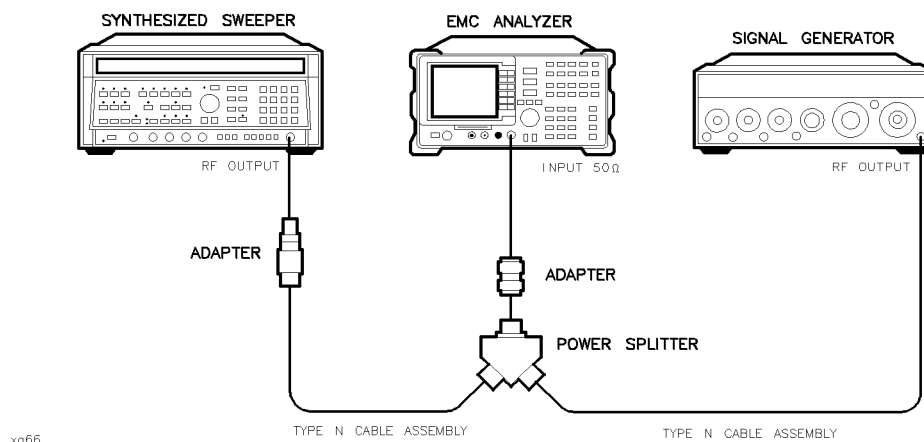 SYNTHESIZED SWEEPER
EMC ANALYZER
SIGNAL GENERATOR
RF OUTPUT
INPUT 50Ω
RF OUTPUT
ADAPTER
ADAPTER
POWER SPLITTER
TYPE N CABLE ASSEMBLY
TYPE N CABLE ASSEMBLY